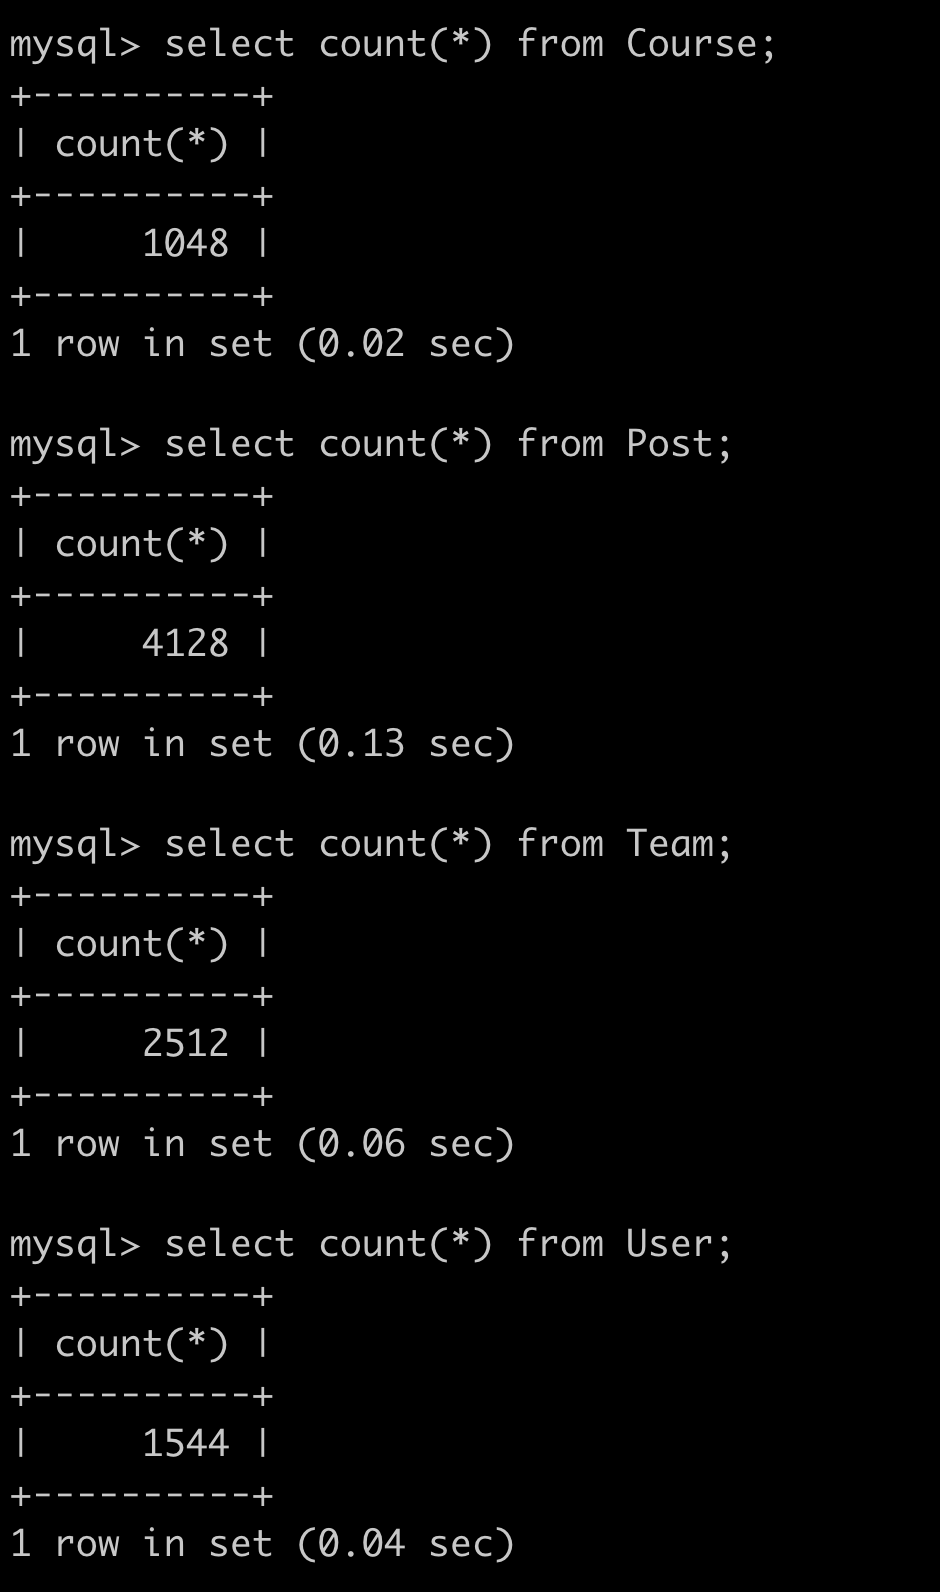 mysql> select count(*) from Course;
+----------+
| count(*) |
+----------+
|     1048 |
+----------+
1 row in set (0.02 sec)

mysql> select count(*) from Post;
+----------+
| count(*) |
+----------+
|     4128 |
+----------+
1 row in set (0.13 sec)

mysql> select count(*) from Team;
+----------+
| count(*) |
+----------+
|     2512 |
+----------+
1 row in set (0.06 sec)

mysql> select count(*) from User;
+----------+
| count(*) |
+----------+
|     1544 |
+----------+
1 row in set (0.04 sec)